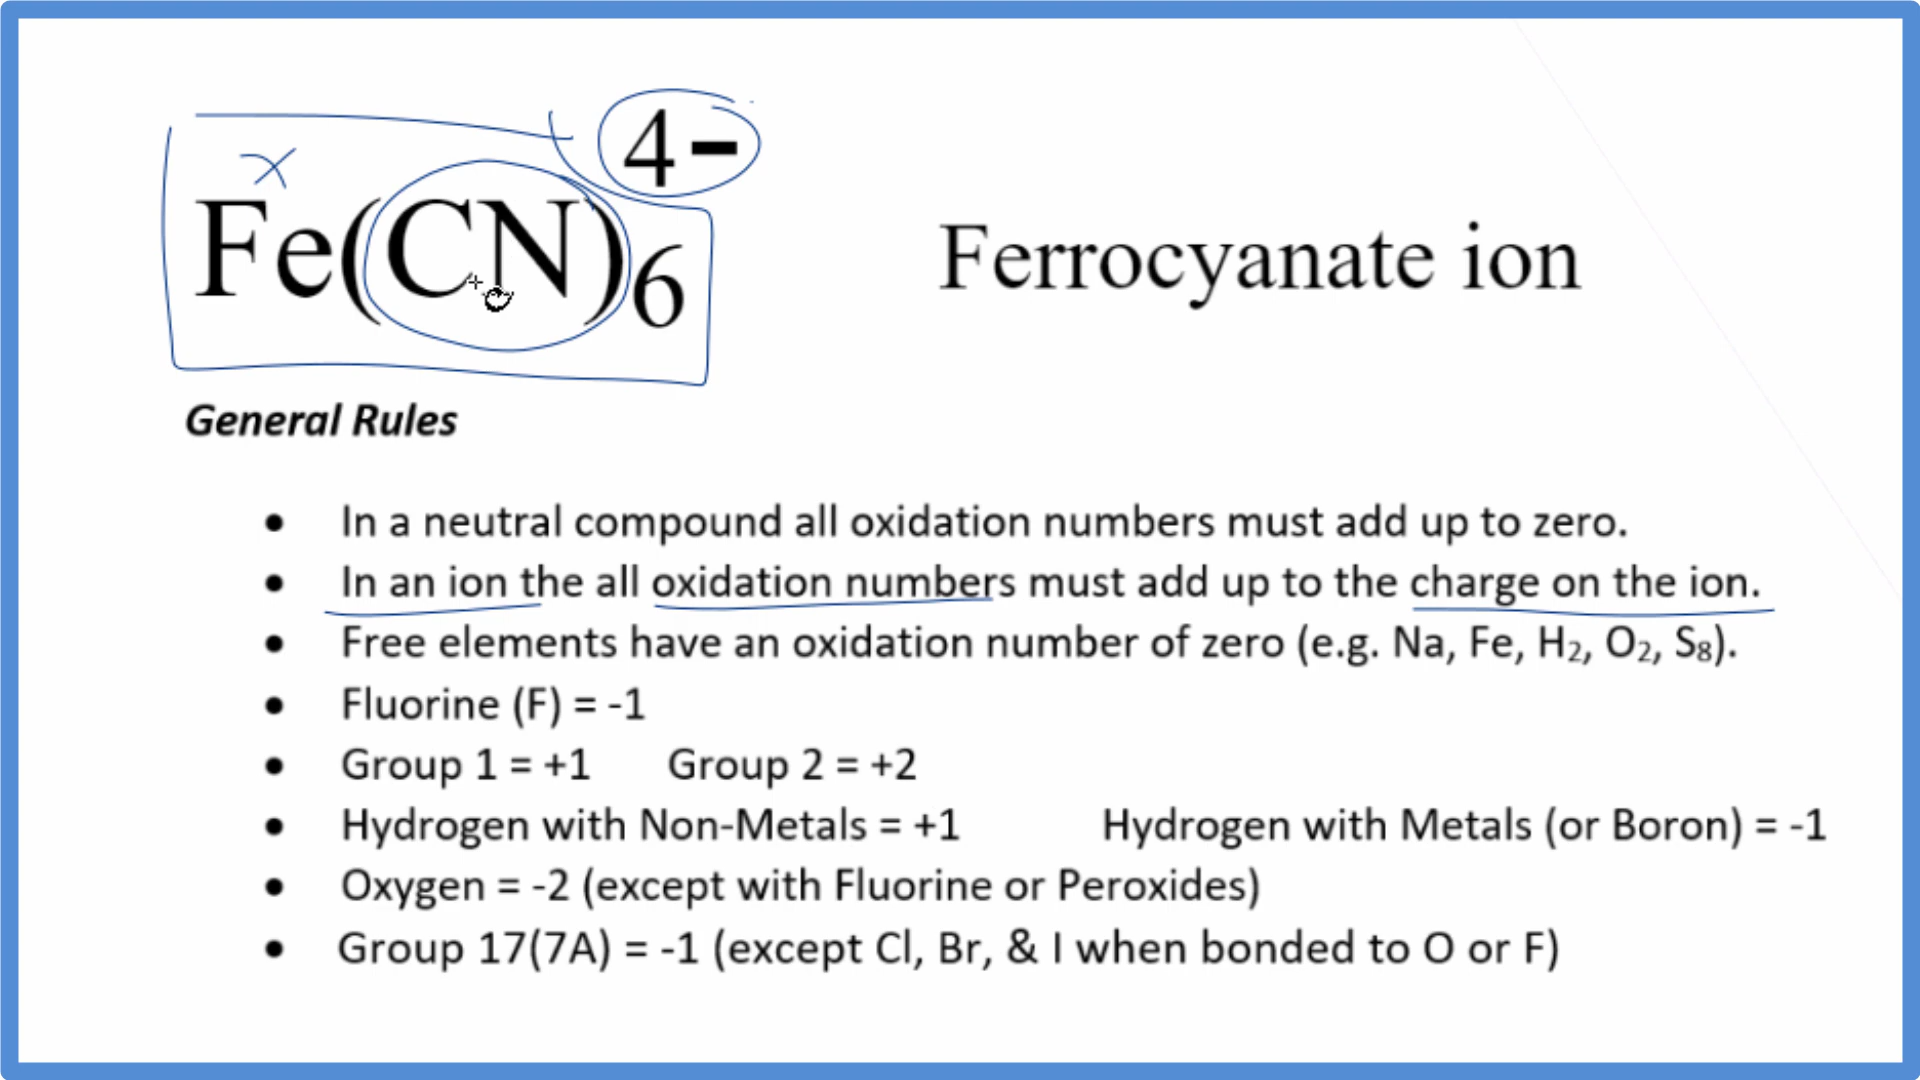 4-
x
Fe(CN)6
Ferrocyanate ion
General Rules
• In a neutral compound all oxidation numbers must add up to zero.
• In an ion the all oxidation numbers must add up to the charge on the ion.
• Free elements have an oxidation number of zero (e.g. Na, Fe, H₂, O₂, S₈).
• Fluorine (F) = -1
• Group 1 = +1 Group 2 = +2
• Hydrogen with Non-Metals = +1 Hydrogen with Metals (or Boron) = -1
• Oxygen = -2 (except with Fluorine or Peroxides)
• Group 17(7A) = -1 (except Cl, Br, & I when bonded to O or F)